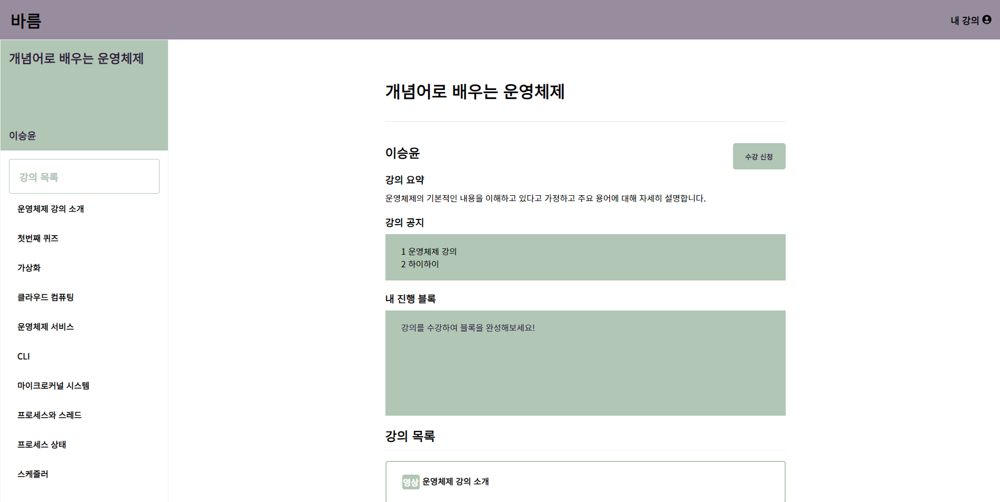 바름
내 강의
개념어로 배우는 운영체제
이승윤
강의 목록
운영체제 강의 소개
첫번째 퀴즈
가상화
클라우드 컴퓨팅
운영체제 서비스
CLI
마이크로커널 시스템
프로세스와 스레드
프로세스 상태
스케줄러
개념어로 배우는 운영체제
이승윤
수강 신청
강의 요약
운영체제의 기본적인 내용을 이해하고 있다고 가정하고 주요 용어에 대해 자세히 설명합니다.
강의 공지
1 운영체제 강의
2 하이하이
내 진행 블록
강의를 수강하여 블록을 완성해보세요!
강의 목록
영상 운영체제 강의 소개